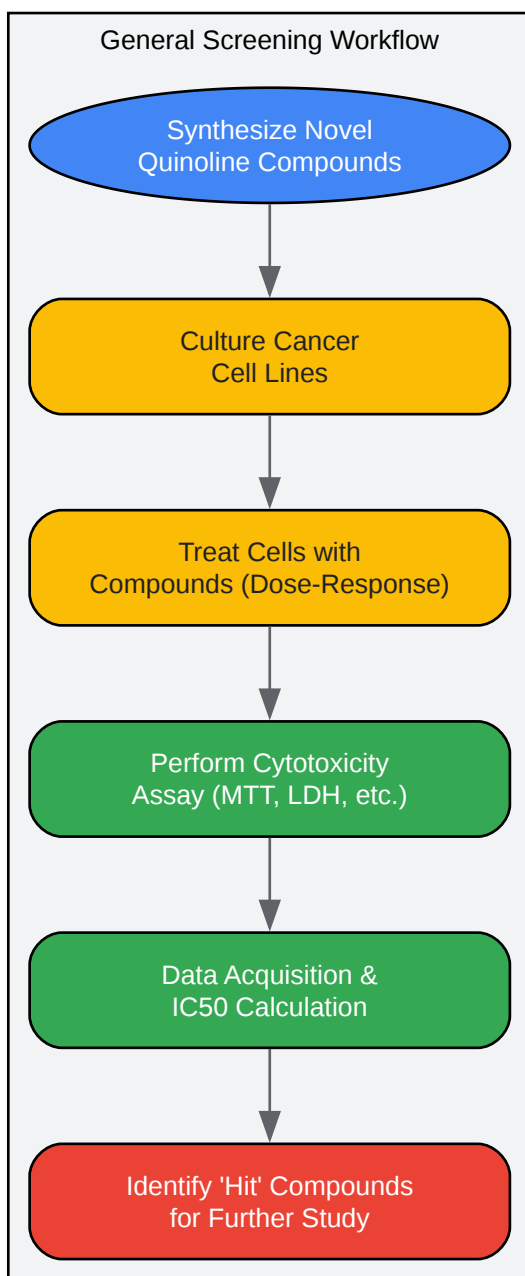 General Screening Workflow
Synthesize Novel
Quinoline Compounds
Culture Cancer
Cell Lines
Treat Cells with
Compounds (Dose-Response)
Perform Cytotoxicity
Assay (MTT, LDH, etc.)
Data Acquisition &
IC50 Calculation
Identify 'Hit' Compounds
for Further Study